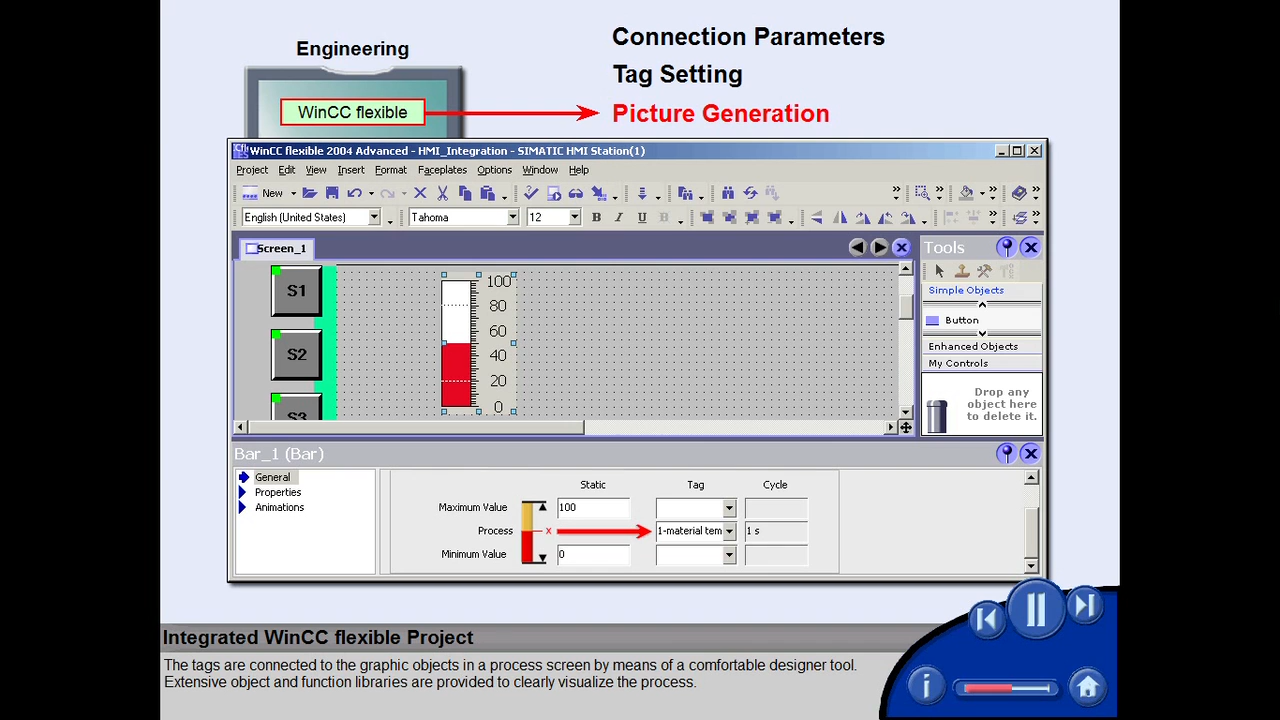 Engineering
Connection Parameters
Tag Setting
WinCC flexible
Picture Generation
WinCC flexible 2004 Advanced - HMI_Integration - SIMATIC HMI Station(1)
Project Edit View Insert Format Faceplates Options Window Help
New
English (United States) Tahoma 12 B I U B
Screen_1
Tools
S1
S2
S3
100
80
60
40
20
0
Simple Objects
Button
Enhanced Objects
My Controls
Drop any
object here
to delete it.
Bar_1 (Bar)
General
Properties
Animations
Static Tag Cycle
Maximum Value 100
Process x 1-material tem 1 s
Minimum Value 0
Integrated WinCC flexible Project
The tags are connected to the graphic objects in a process screen by means of a comfortable designer tool.
Extensive object and function libraries are provided to clearly visualize the process.
i